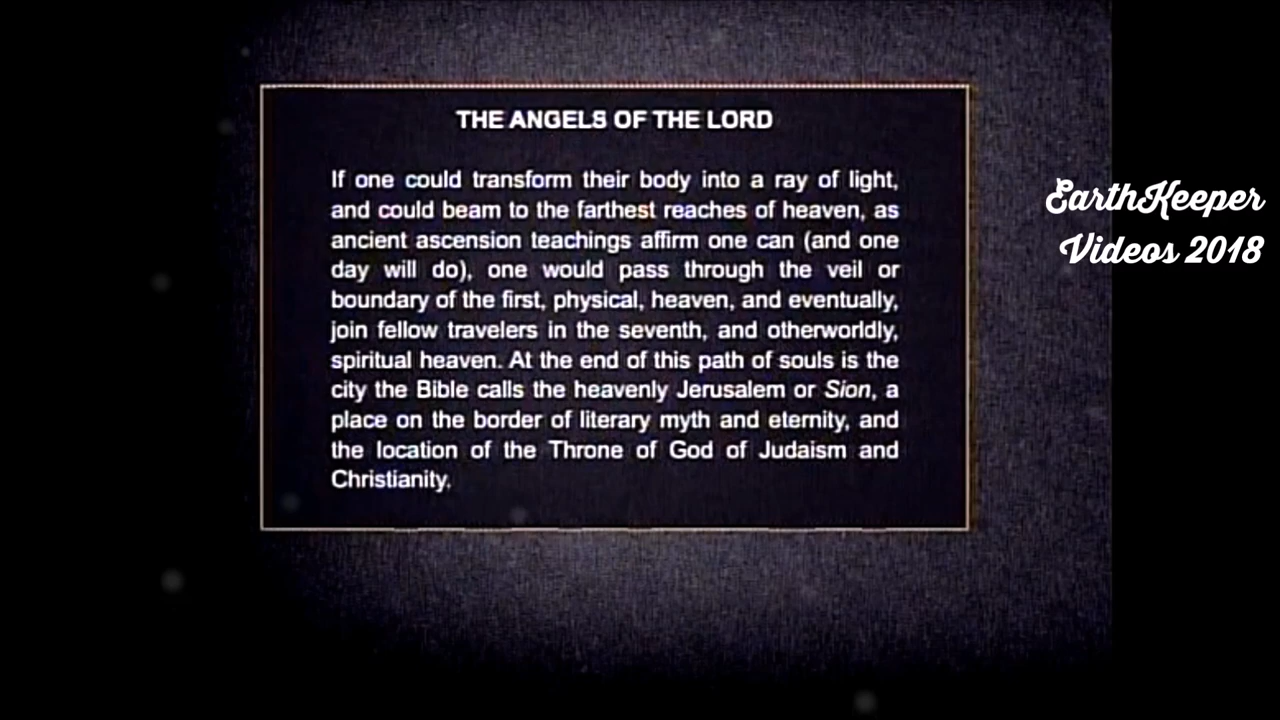 THE ANGELS OF THE LORD
If one could transform their body into a ray of light,
and could beam to the farthest reaches of heaven, as
ancient ascension teachings affirm one can (and one
day will do), one would pass through the veil or
boundary of the first, physical, heaven, and eventually,
join fellow travelers in the seventh, and otherworldly,
spiritual heaven. At the end of this path of souls is the
city the Bible calls the heavenly Jerusalem or Sion, a
place on the border of literary myth and eternity, and
the location of the Throne of God of Judaism and
Christianity.
EarthKeeper
Videos 2018